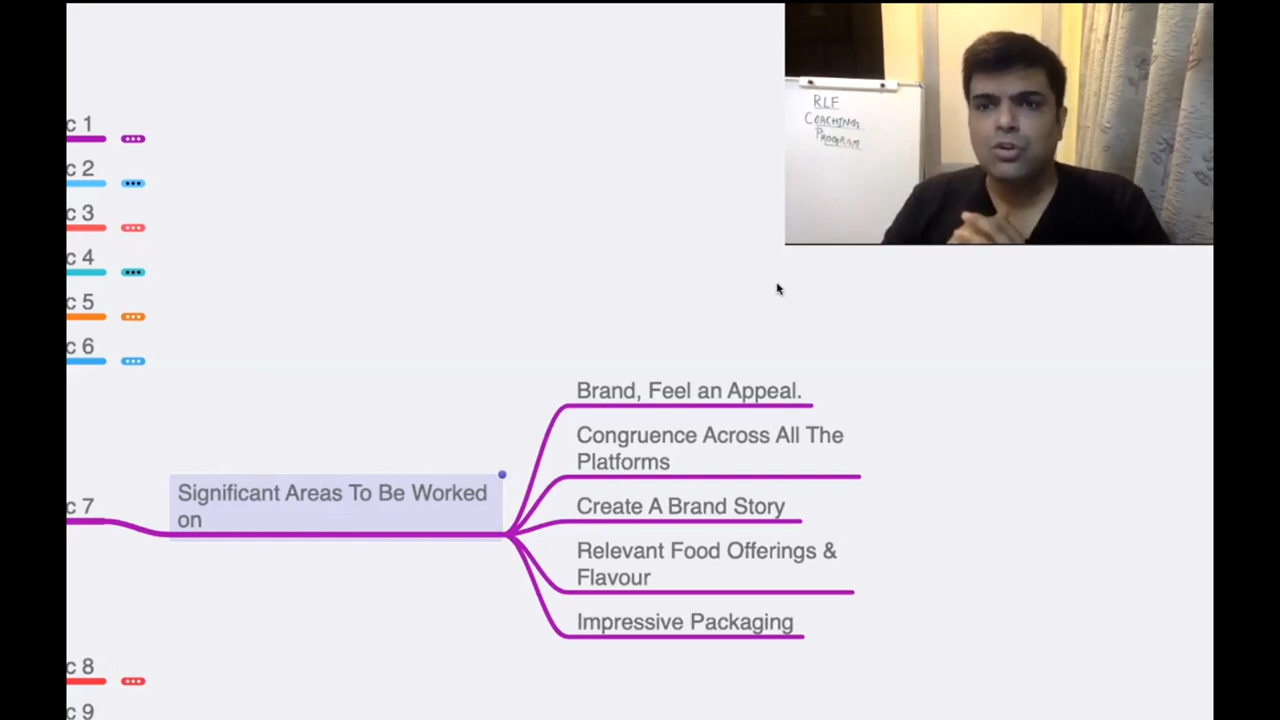 RLF
COACHING
PROGRAM
c 1
c 2
c 3
c 4
c 5
c 6
Brand, Feel an Appeal.
Congruence Across All The
Platforms
Significant Areas To Be Worked
on
c 7
Create A Brand Story
Relevant Food Offerings &
Flavour
Impressive Packaging
c 8
c 9